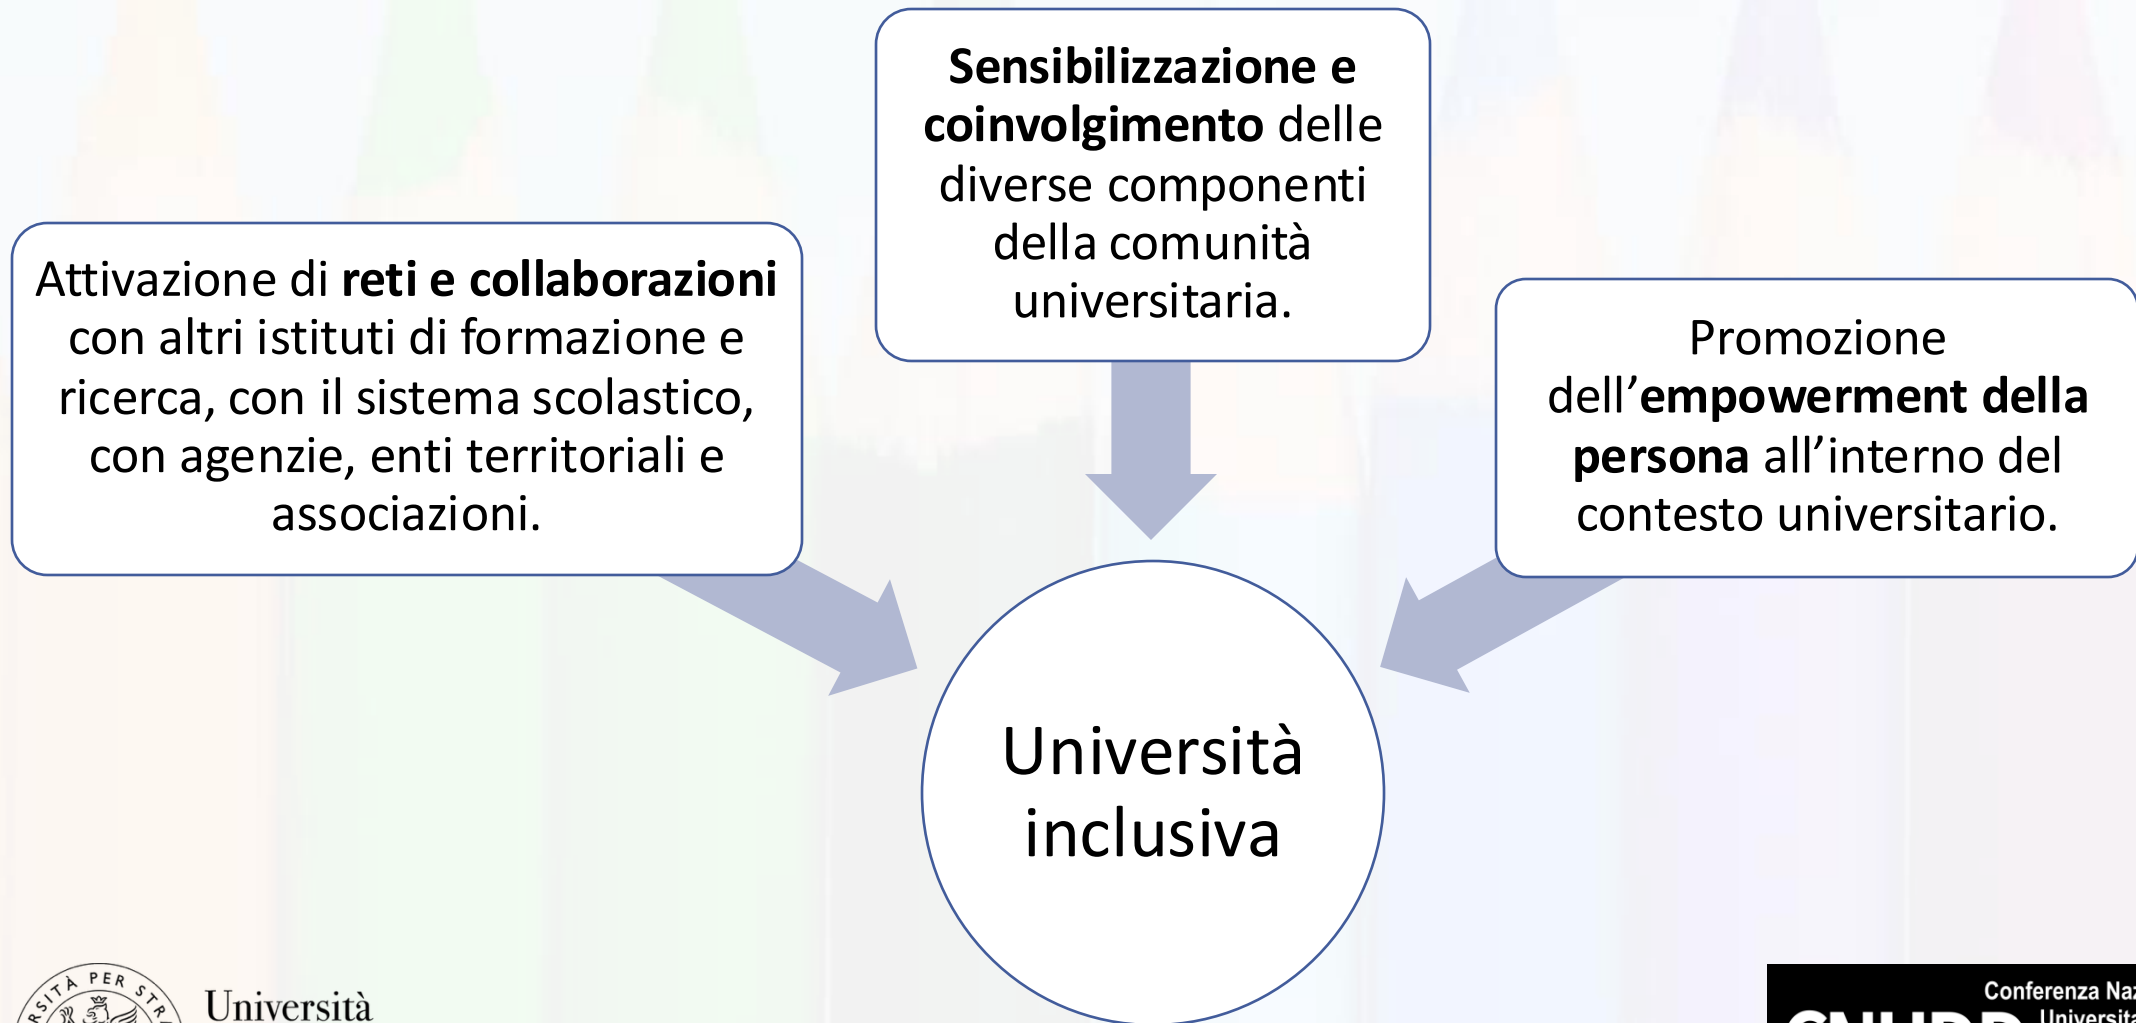 Sensibilizzazione e
coinvolgimento delle
diverse componenti
della comunità
universitaria.
Attivazione di reti e collaborazioni
con altri istituti di formazione e
ricerca, con il sistema scolastico,
con agenzie, enti territoriali e
associazioni.
Promozione
dell’empowerment della
persona all’interno del
contesto universitario.
Università
inclusiva
PER
Università
Conferenza